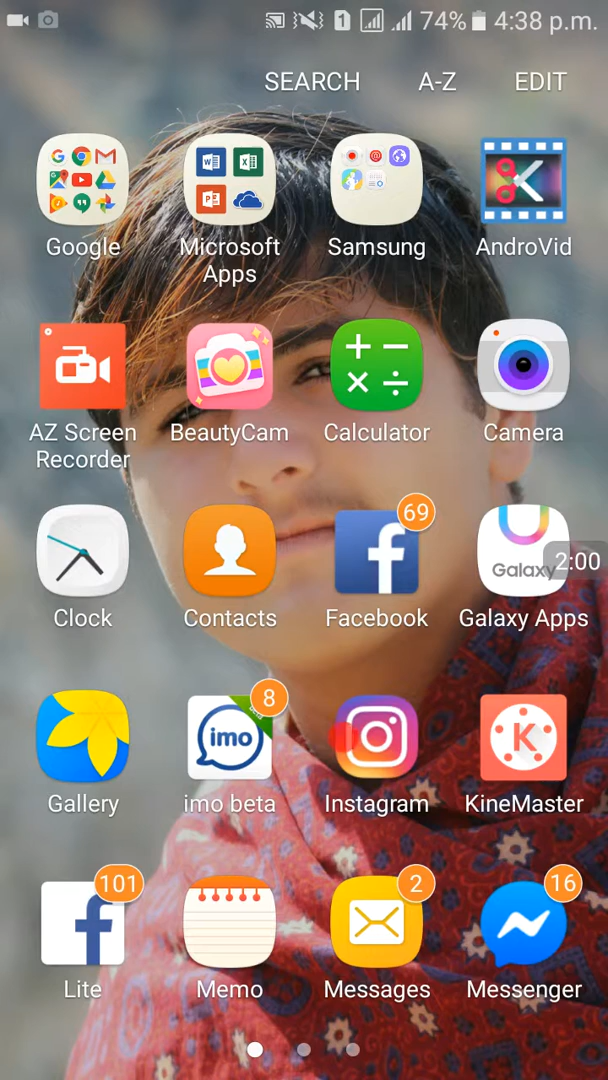 1 74% 4:38 p.m.
SEARCH A-Z EDIT
Google Microsoft Apps Samsung AndroVid
AZ Screen Recorder BeautyCam Calculator Camera
69
Galaxy 2:00
Clock Contacts Facebook Galaxy Apps
8
imo K
Gallery imo beta Instagram KineMaster
101 2 16
Lite Memo Messages Messenger